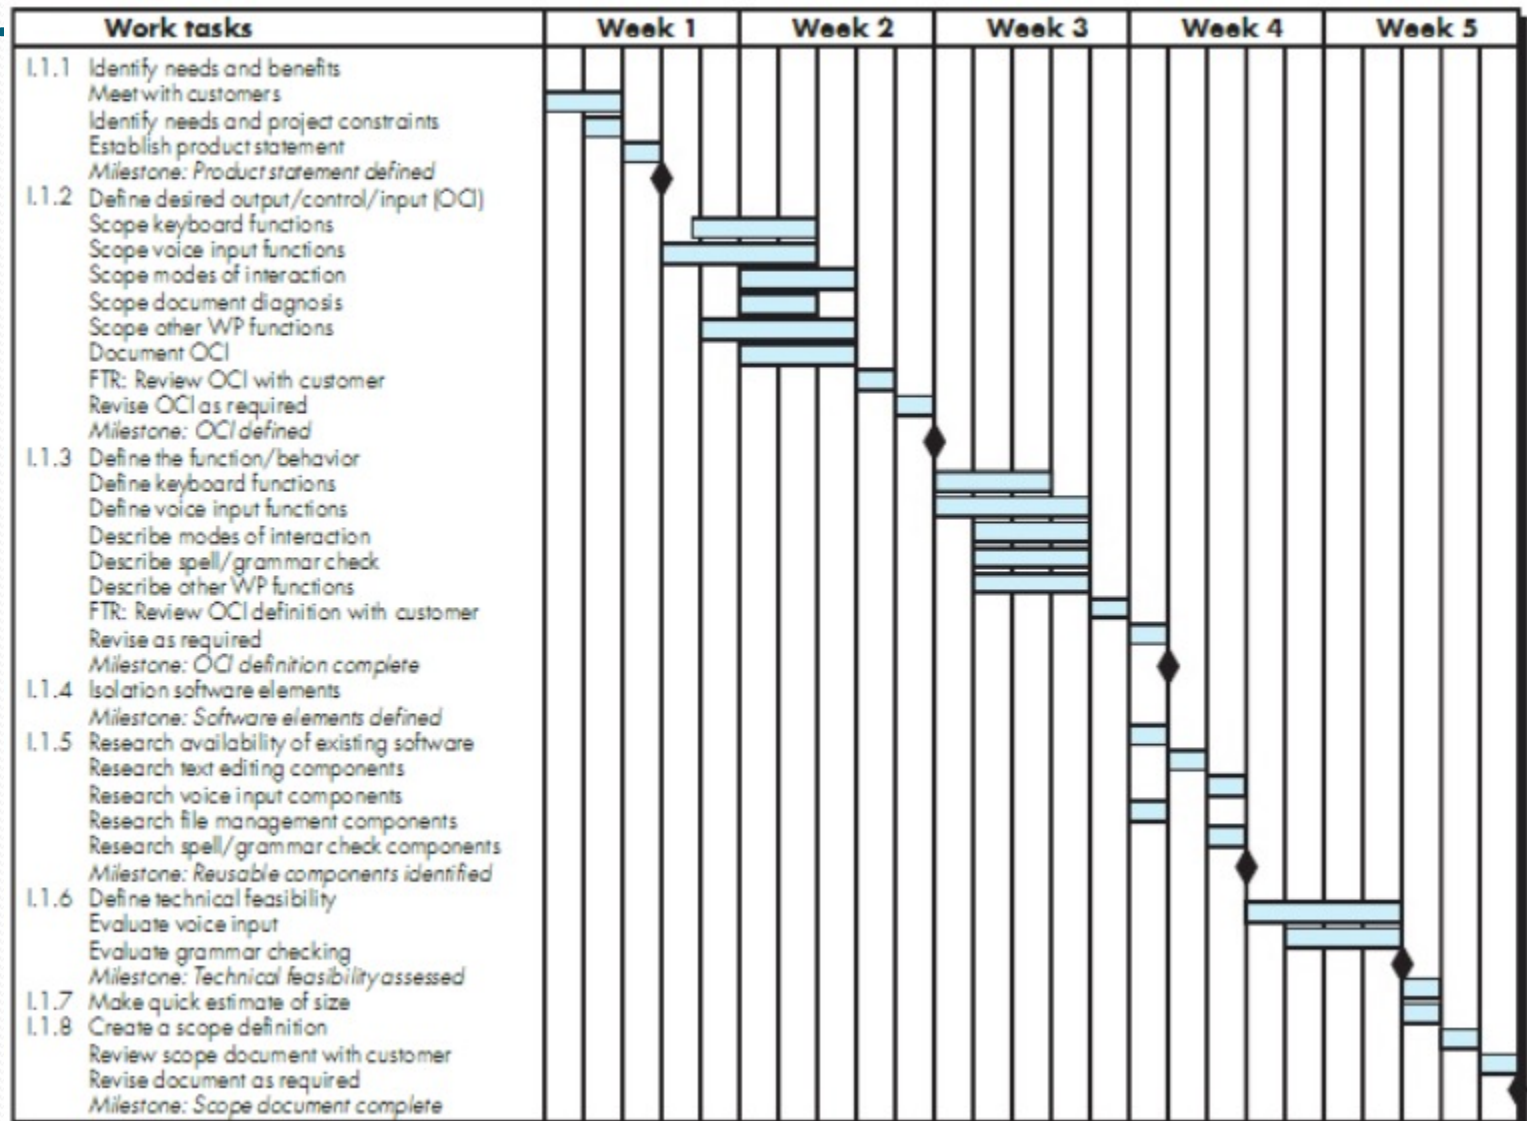 Work tasks Week 1 Week 2 Week 3 Week 4 Week 5
I.1.1 Identify needs and benefits
Meet with customers
Identify needs and project constraints
Establish product statement
Milestone: Product statement defined
I.1.2 Define desired output/control/input (OCI)
Scope keyboard functions
Scope voice input functions
Scope modes of interaction
Scope document diagnosis
Scope other WP functions
Document OCI
FTR: Review OCI with customer
Revise OCI as required
Milestone: OCI defined
I.1.3 Define the function/behavior
Define keyboard functions
Define voice input functions
Describe modes of interaction
Describe spell/grammar check
Describe other WP functions
FTR: Review OCI definition with customer
Revise as required
Milestone: OCI definition complete
I.1.4 Isolation software elements
Milestone: Software elements defined
I.1.5 Research availability of existing software
Research text editing components
Research voice input components
Research file management components
Research spell/grammar check components
Milestone: Reusable components identified
I.1.6 Define technical feasibility
Evaluate voice input
Evaluate grammar checking
Milestone: Technical feasibility assessed
I.1.7 Make quick estimate of size
I.1.8 Create a scope definition
Review scope document with customer
Revise document as required
Milestone: Scope document complete